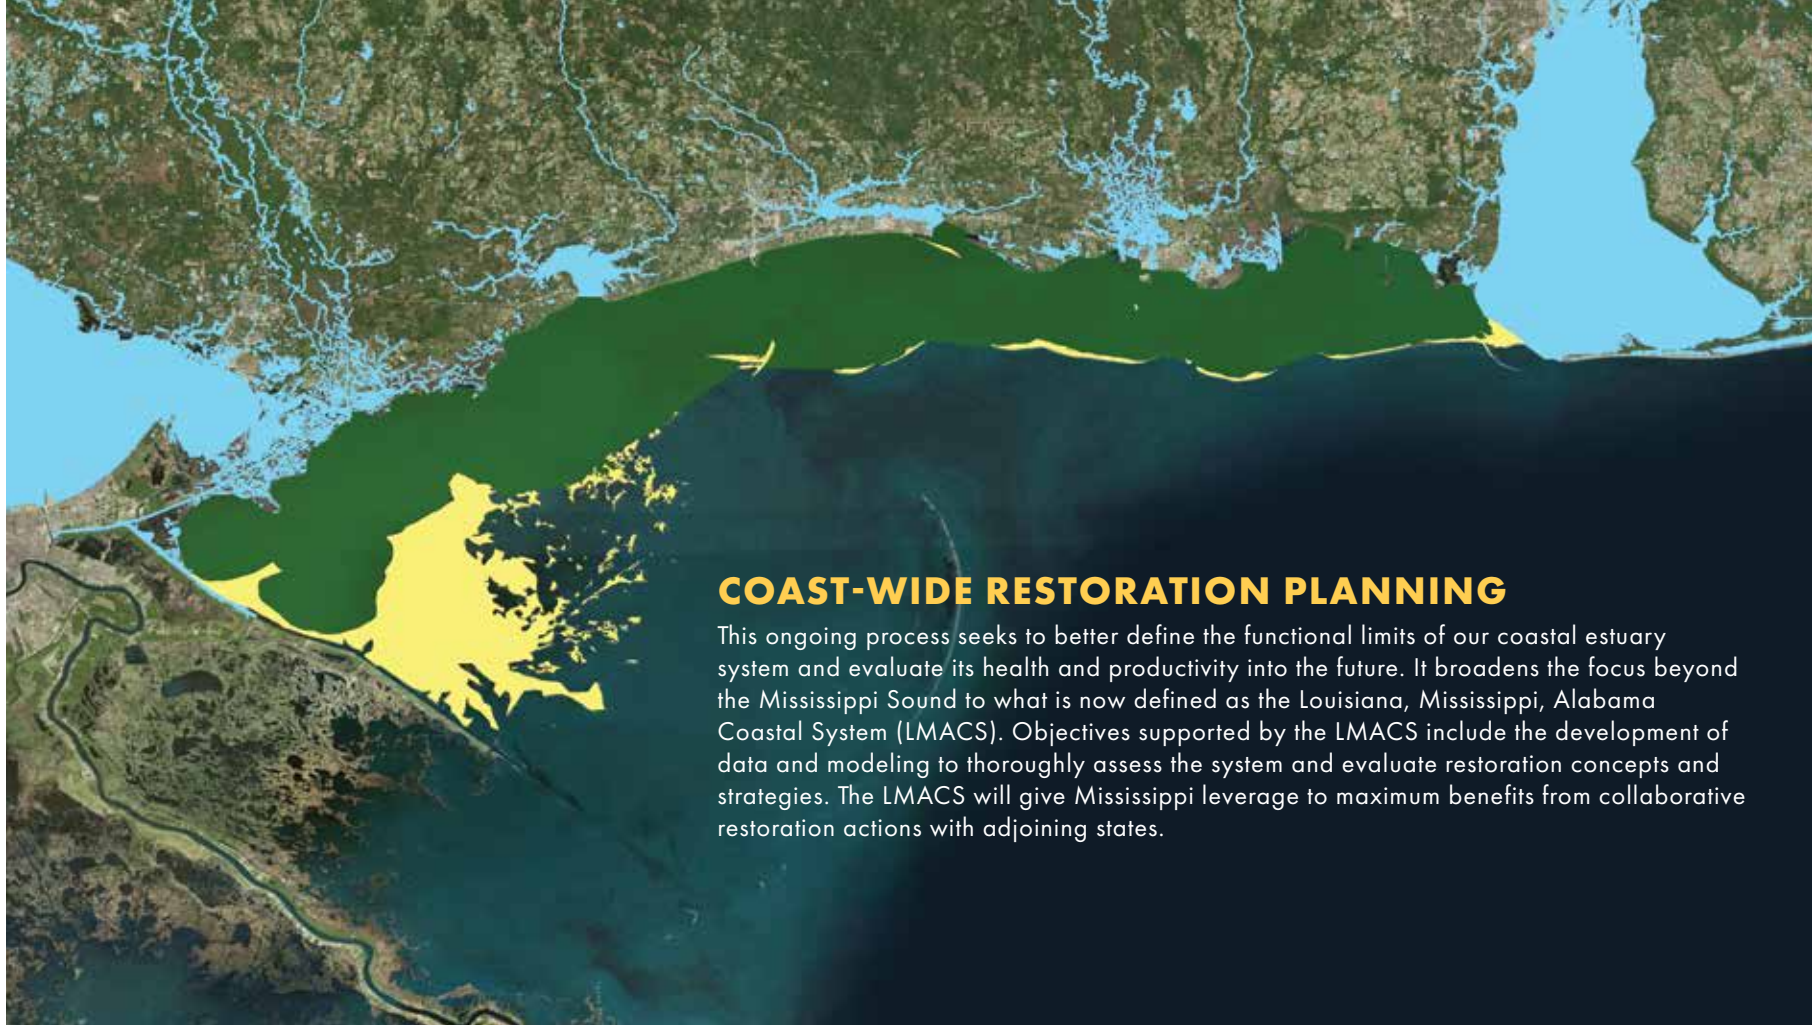 COAST-WIDE RESTORATION PLANNING
This ongoing process seeks to better define the functional limits of our coastal estuary
system and evaluate its health and productivity into the future. It broadens the focus beyond
the Mississippi Sound to what is now defined as the Louisiana, Mississippi, Alabama
Coastal System (LMACS). Objectives supported by the LMACS include the development of
data and modeling to thoroughly assess the system and evaluate restoration concepts and
strategies. The LMACS will give Mississippi leverage to maximum benefits from collaborative
restoration actions with adjoining states.